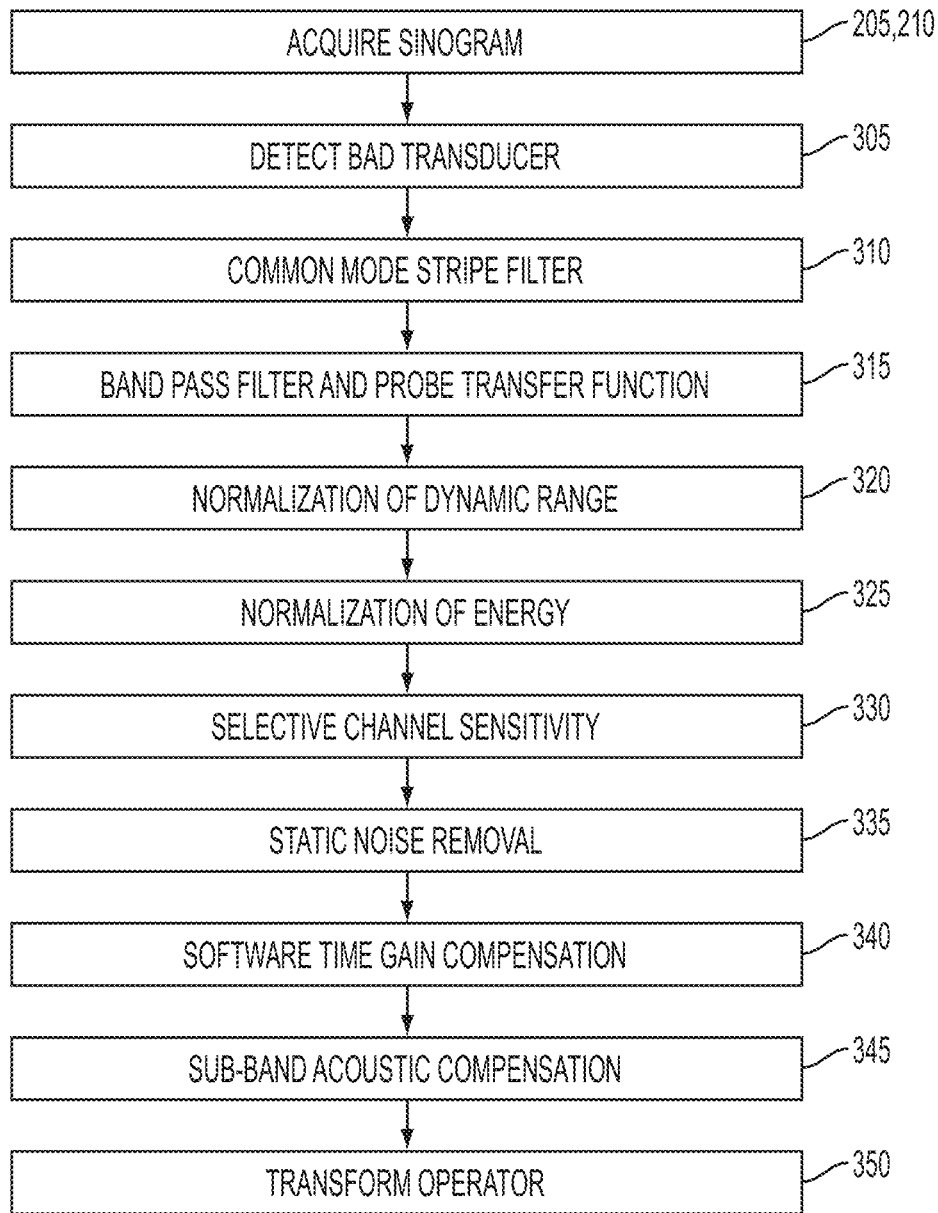 ACQUIRE SINOGRAM 205,210
DETECT BAD TRANSDUCER 305
COMMON MODE STRIPE FILTER 310
BAND PASS FILTER AND PROBE TRANSFER FUNCTION 315
NORMALIZATION OF DYNAMIC RANGE 320
NORMALIZATION OF ENERGY 325
SELECTIVE CHANNEL SENSITIVITY 330
STATIC NOISE REMOVAL 335
SOFTWARE TIME GAIN COMPENSATION 340
SUB-BAND ACOUSTIC COMPENSATION 345
TRANSFORM OPERATOR 350